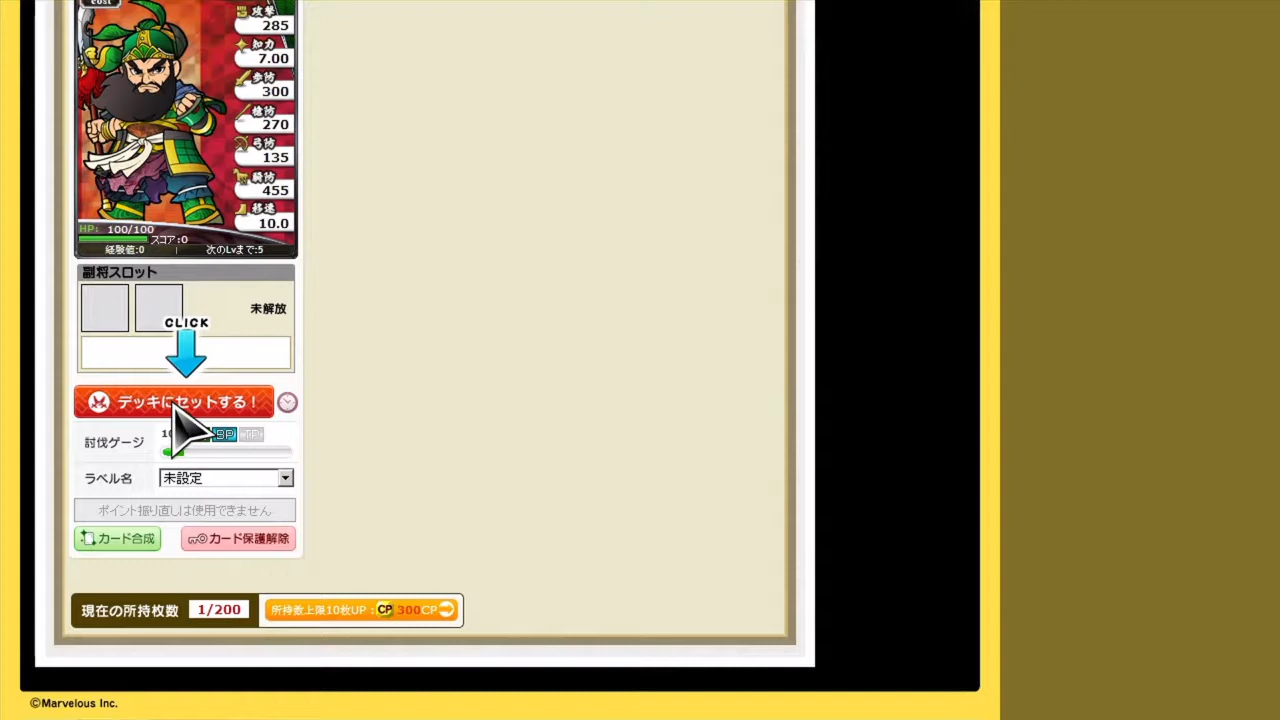 cost
攻撃
285
知力
7.00
歩防
300
槍防
270
弓防
135
騎防
455
移速
10.0
HP: 100/100
スコア:0
経験値:0 | 次のLvまで:5
副将スロット
未解放
CLICK
デッキにセットする！
討伐ゲージ
SP
ラベル名 未設定
ポイント振り直しは使用できません
カード合成 カード保護解除
現在の所持枚数 1/200 所持数上限10枚UP : CP 300CP
©Marvelous Inc.